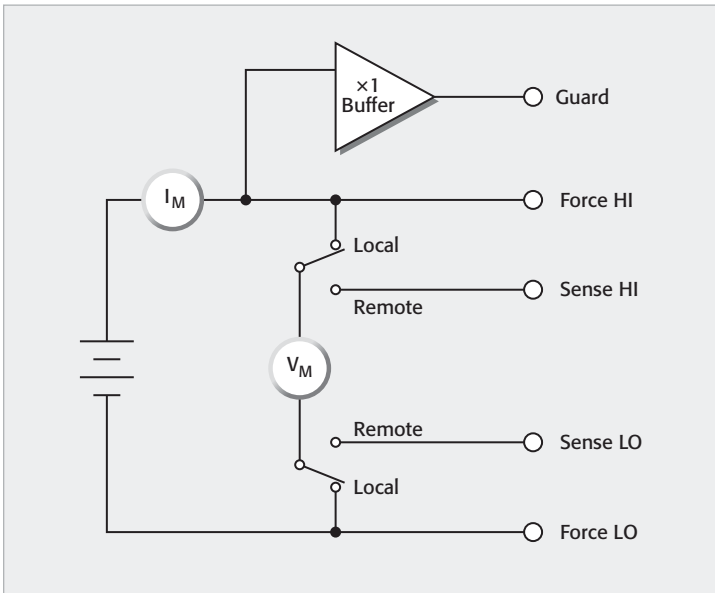 ×1
Buffer
Guard
I_M
Force HI
Local
Sense HI
Remote
V_M
Remote
Sense LO
Local
Force LO